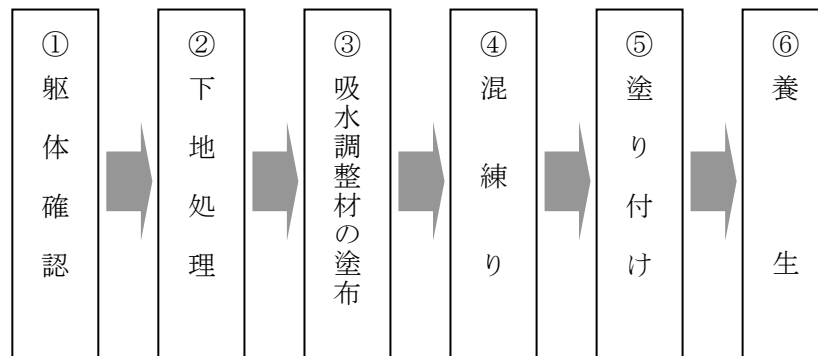 ①躯体確認
②下地処理
③吸水調整材の塗布
④混練り
⑤塗り付け
⑥養生